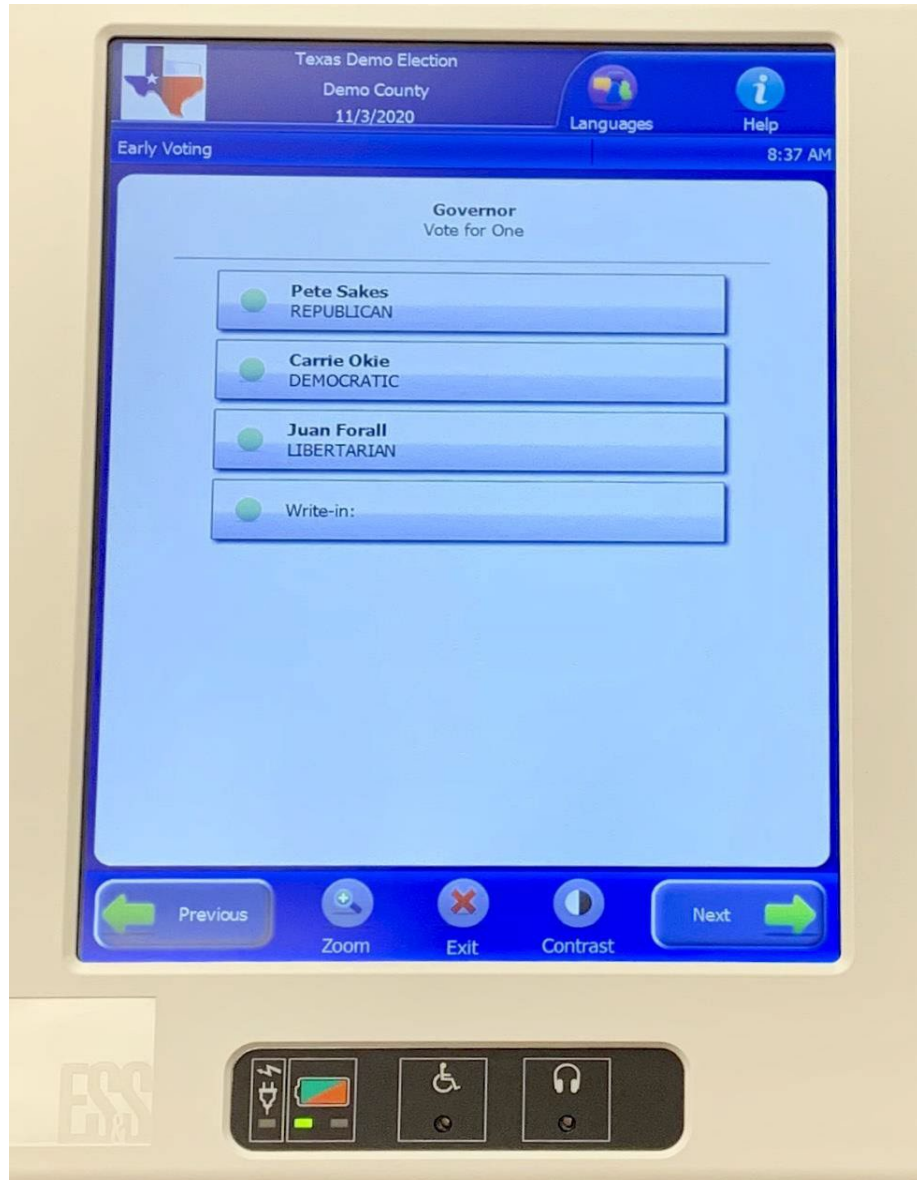 Texas Demo Election
Demo County
11/3/2020
Languages
Help
Early Voting
8:37 AM
Governor
Vote for One
Pete Sakes
REPUBLICAN
Carrie Okie
DEMOCRATIC
Juan Forall
LIBERTARIAN
Write-in:
Previous
Zoom
Exit
Contrast
Next
ES&S